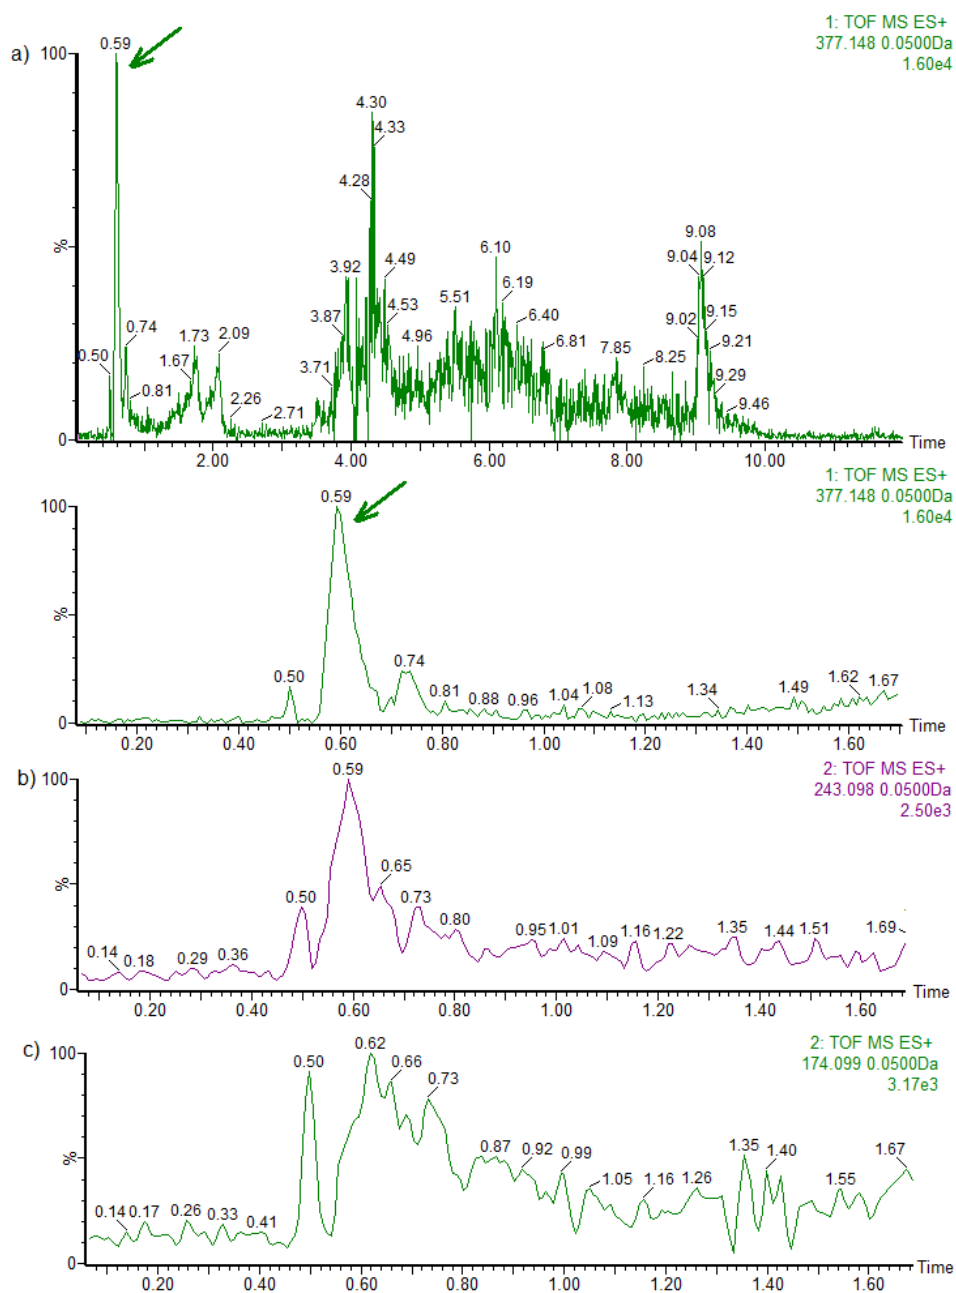 a)
1: TOF MS ES+
377.148 0.0500Da
1.60e4
100
%
0
0.59
0.50
0.74
0.81
1.67
1.73
2.09
2.26
2.71
3.71
3.87
3.92
4.28
4.30
4.33
4.49
4.53
4.96
5.51
6.10
6.19
6.40
6.81
7.85
8.25
9.02
9.04
9.08
9.12
9.15
9.21
9.29
9.46
2.00 4.00 6.00 8.00 10.00 Time
1: TOF MS ES+
377.148 0.0500Da
1.60e4
100
%
0
0.50 0.59 0.74 0.81 0.88 0.96 1.04 1.08 1.13 1.34 1.49 1.62 1.67
0.20 0.40 0.60 0.80 1.00 1.20 1.40 1.60 Time
b)
2: TOF MS ES+
243.098 0.0500Da
2.50e3
100
%
0
0.14 0.18 0.29 0.36 0.50 0.59 0.65 0.73 0.80 0.95 1.01 1.09 1.16 1.22 1.35 1.44 1.51 1.69
0.20 0.40 0.60 0.80 1.00 1.20 1.40 1.60 Time
c)
2: TOF MS ES+
174.099 0.0500Da
3.17e3
100
%
0
0.14 0.17 0.26 0.33 0.41 0.50 0.62 0.66 0.73 0.87 0.92 0.99 1.05 1.16 1.26 1.35 1.40 1.55 1.67
0.20 0.40 0.60 0.80 1.00 1.20 1.40 1.60 Time